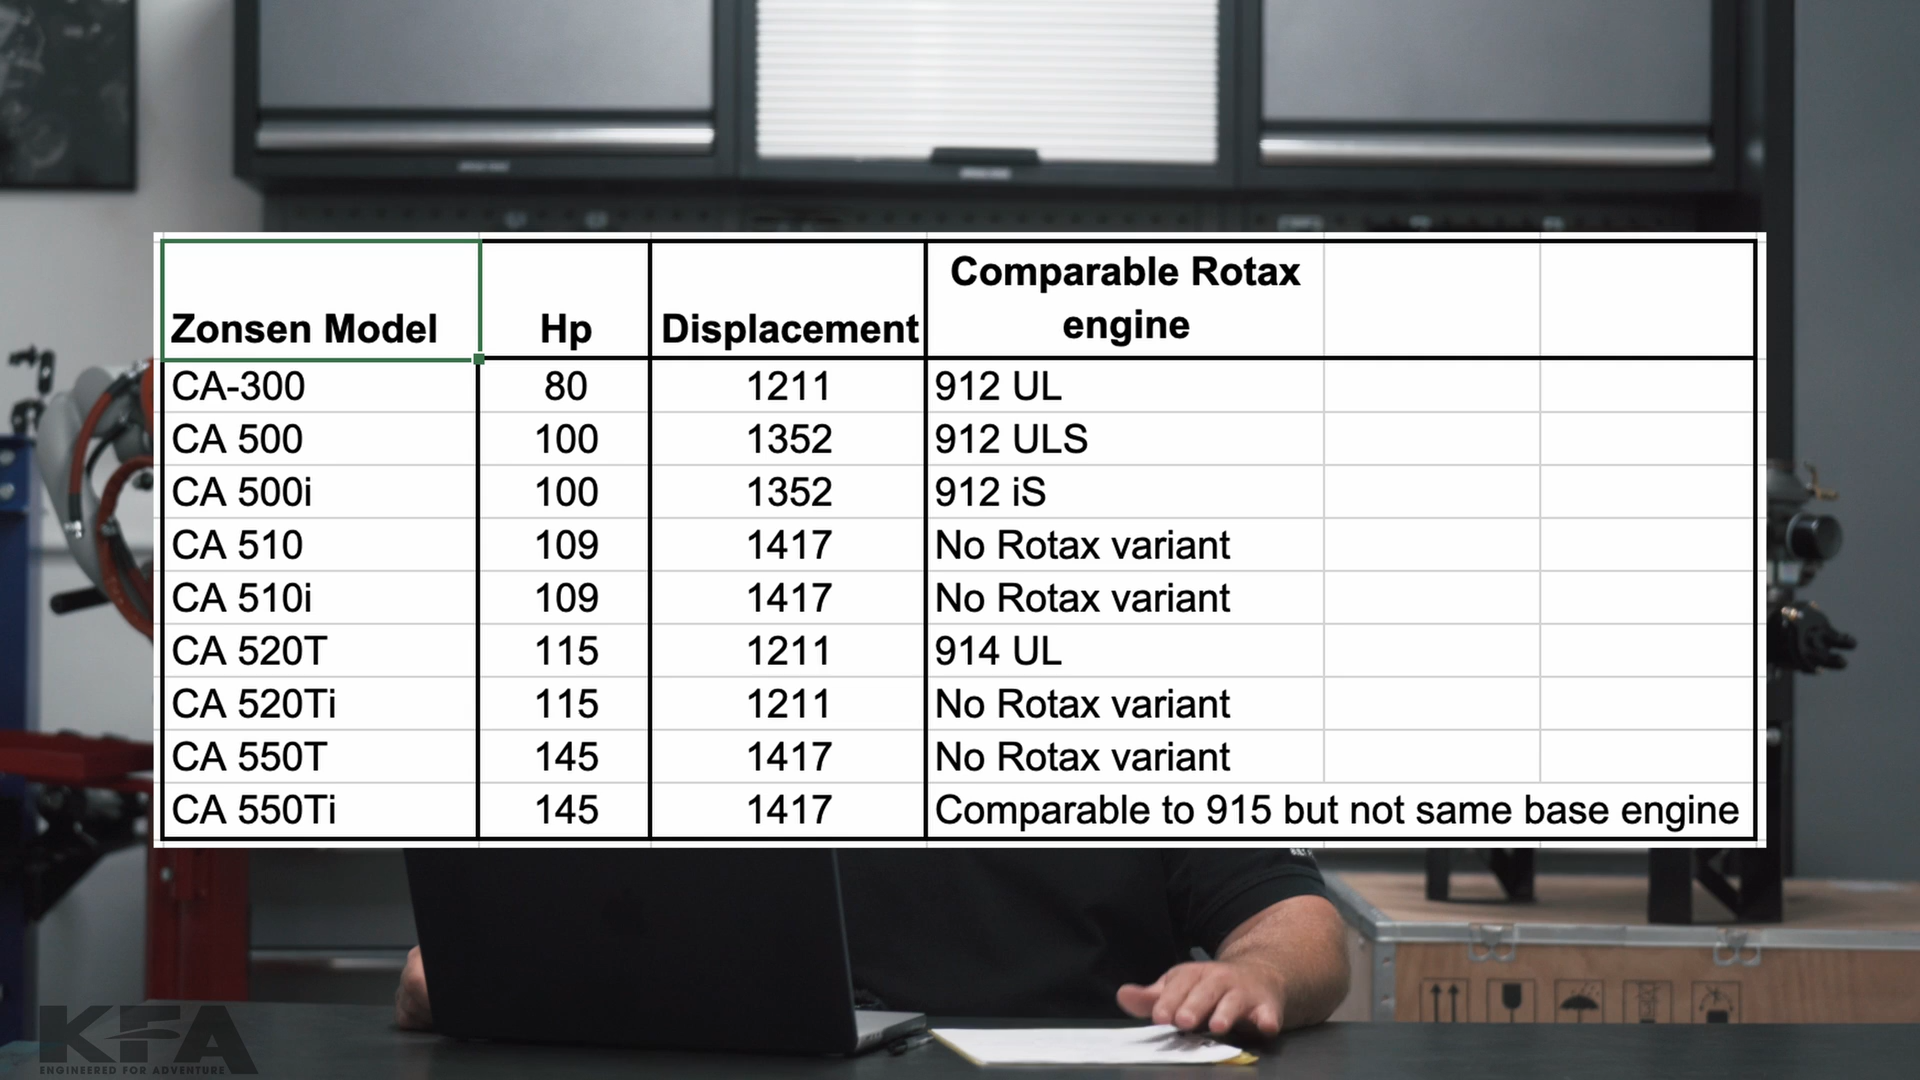 Zonsen Model Hp Displacement Comparable Rotax engine
CA-300 80 1211 912 UL
CA 500 100 1352 912 ULS
CA 500i 100 1352 912 iS
CA 510 109 1417 No Rotax variant
CA 510i 109 1417 No Rotax variant
CA 520T 115 1211 914 UL
CA 520Ti 115 1211 No Rotax variant
CA 550T 145 1417 No Rotax variant
CA 550Ti 145 1417 Comparable to 915 but not same base engine
KFA
ENGINEERED FOR ADVENTURE